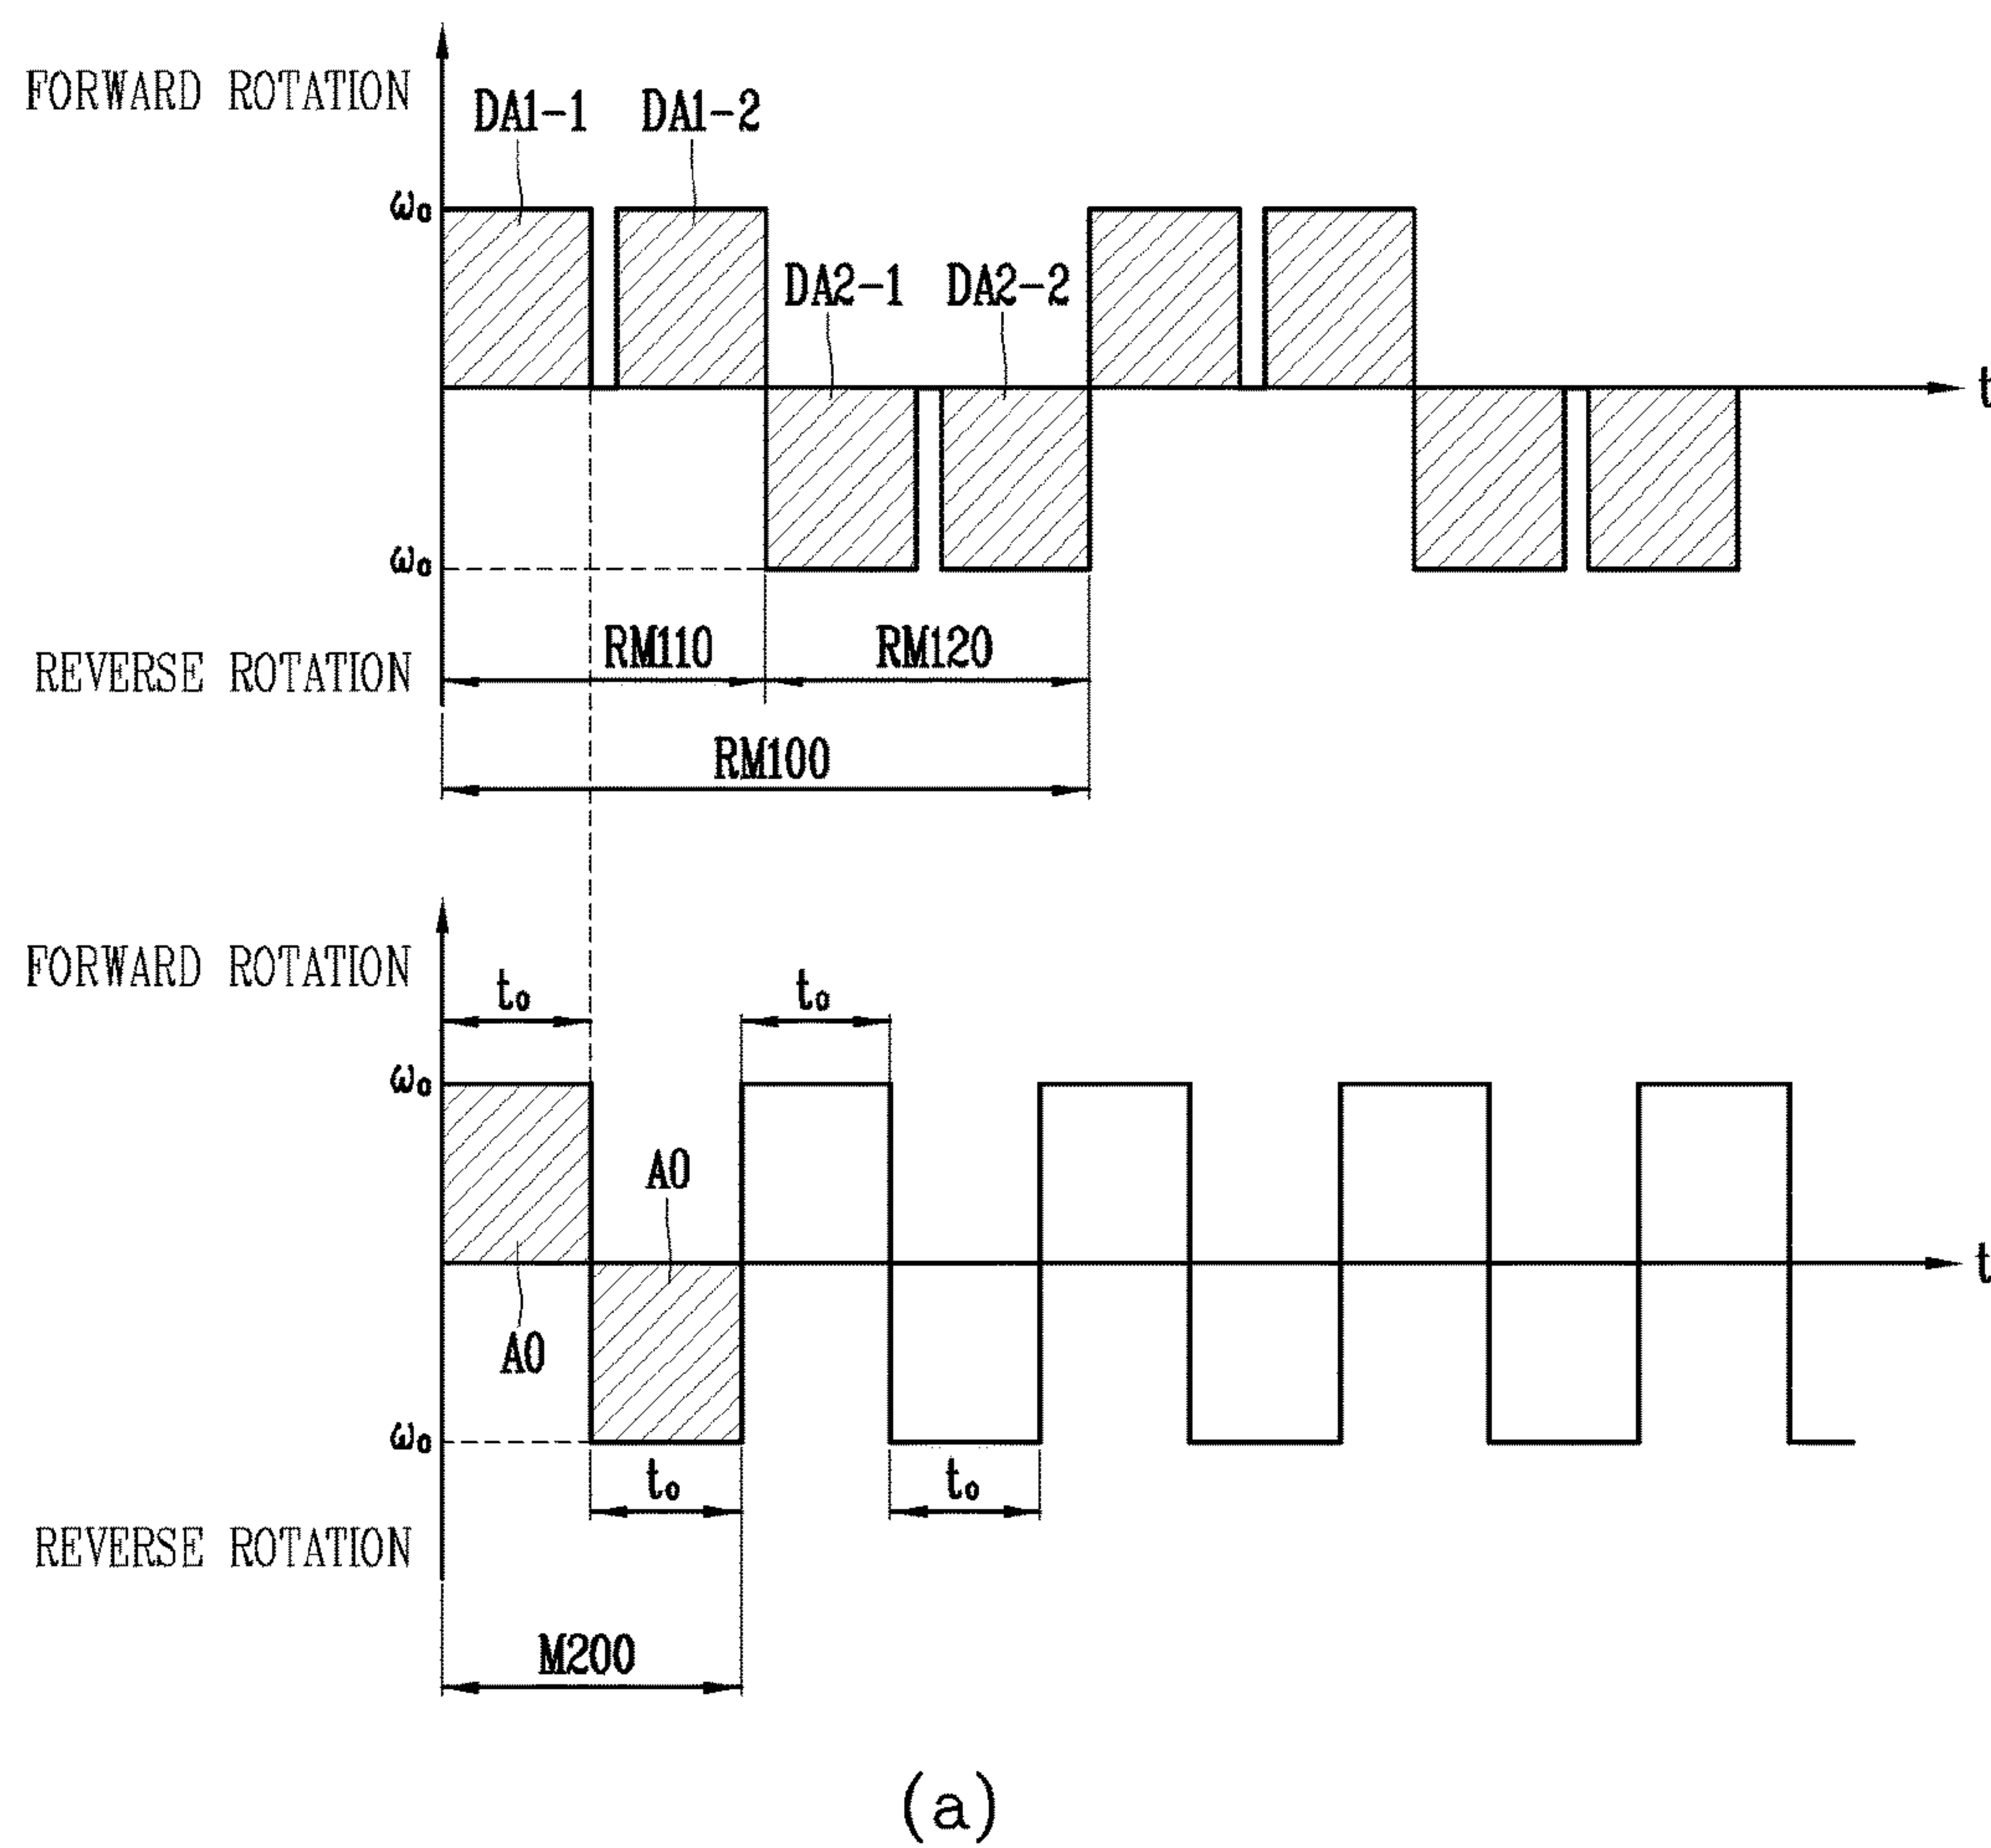 FORWARD ROTATION
DA1-1 DA1-2
ω₀
DA2-1 DA2-2
t
ω₀
RM110 RM120
REVERSE ROTATION
RM100
FORWARD ROTATION
t₀ t₀
ω₀
A0
t
A0
ω₀
t₀ t₀
REVERSE ROTATION
M200
(a)